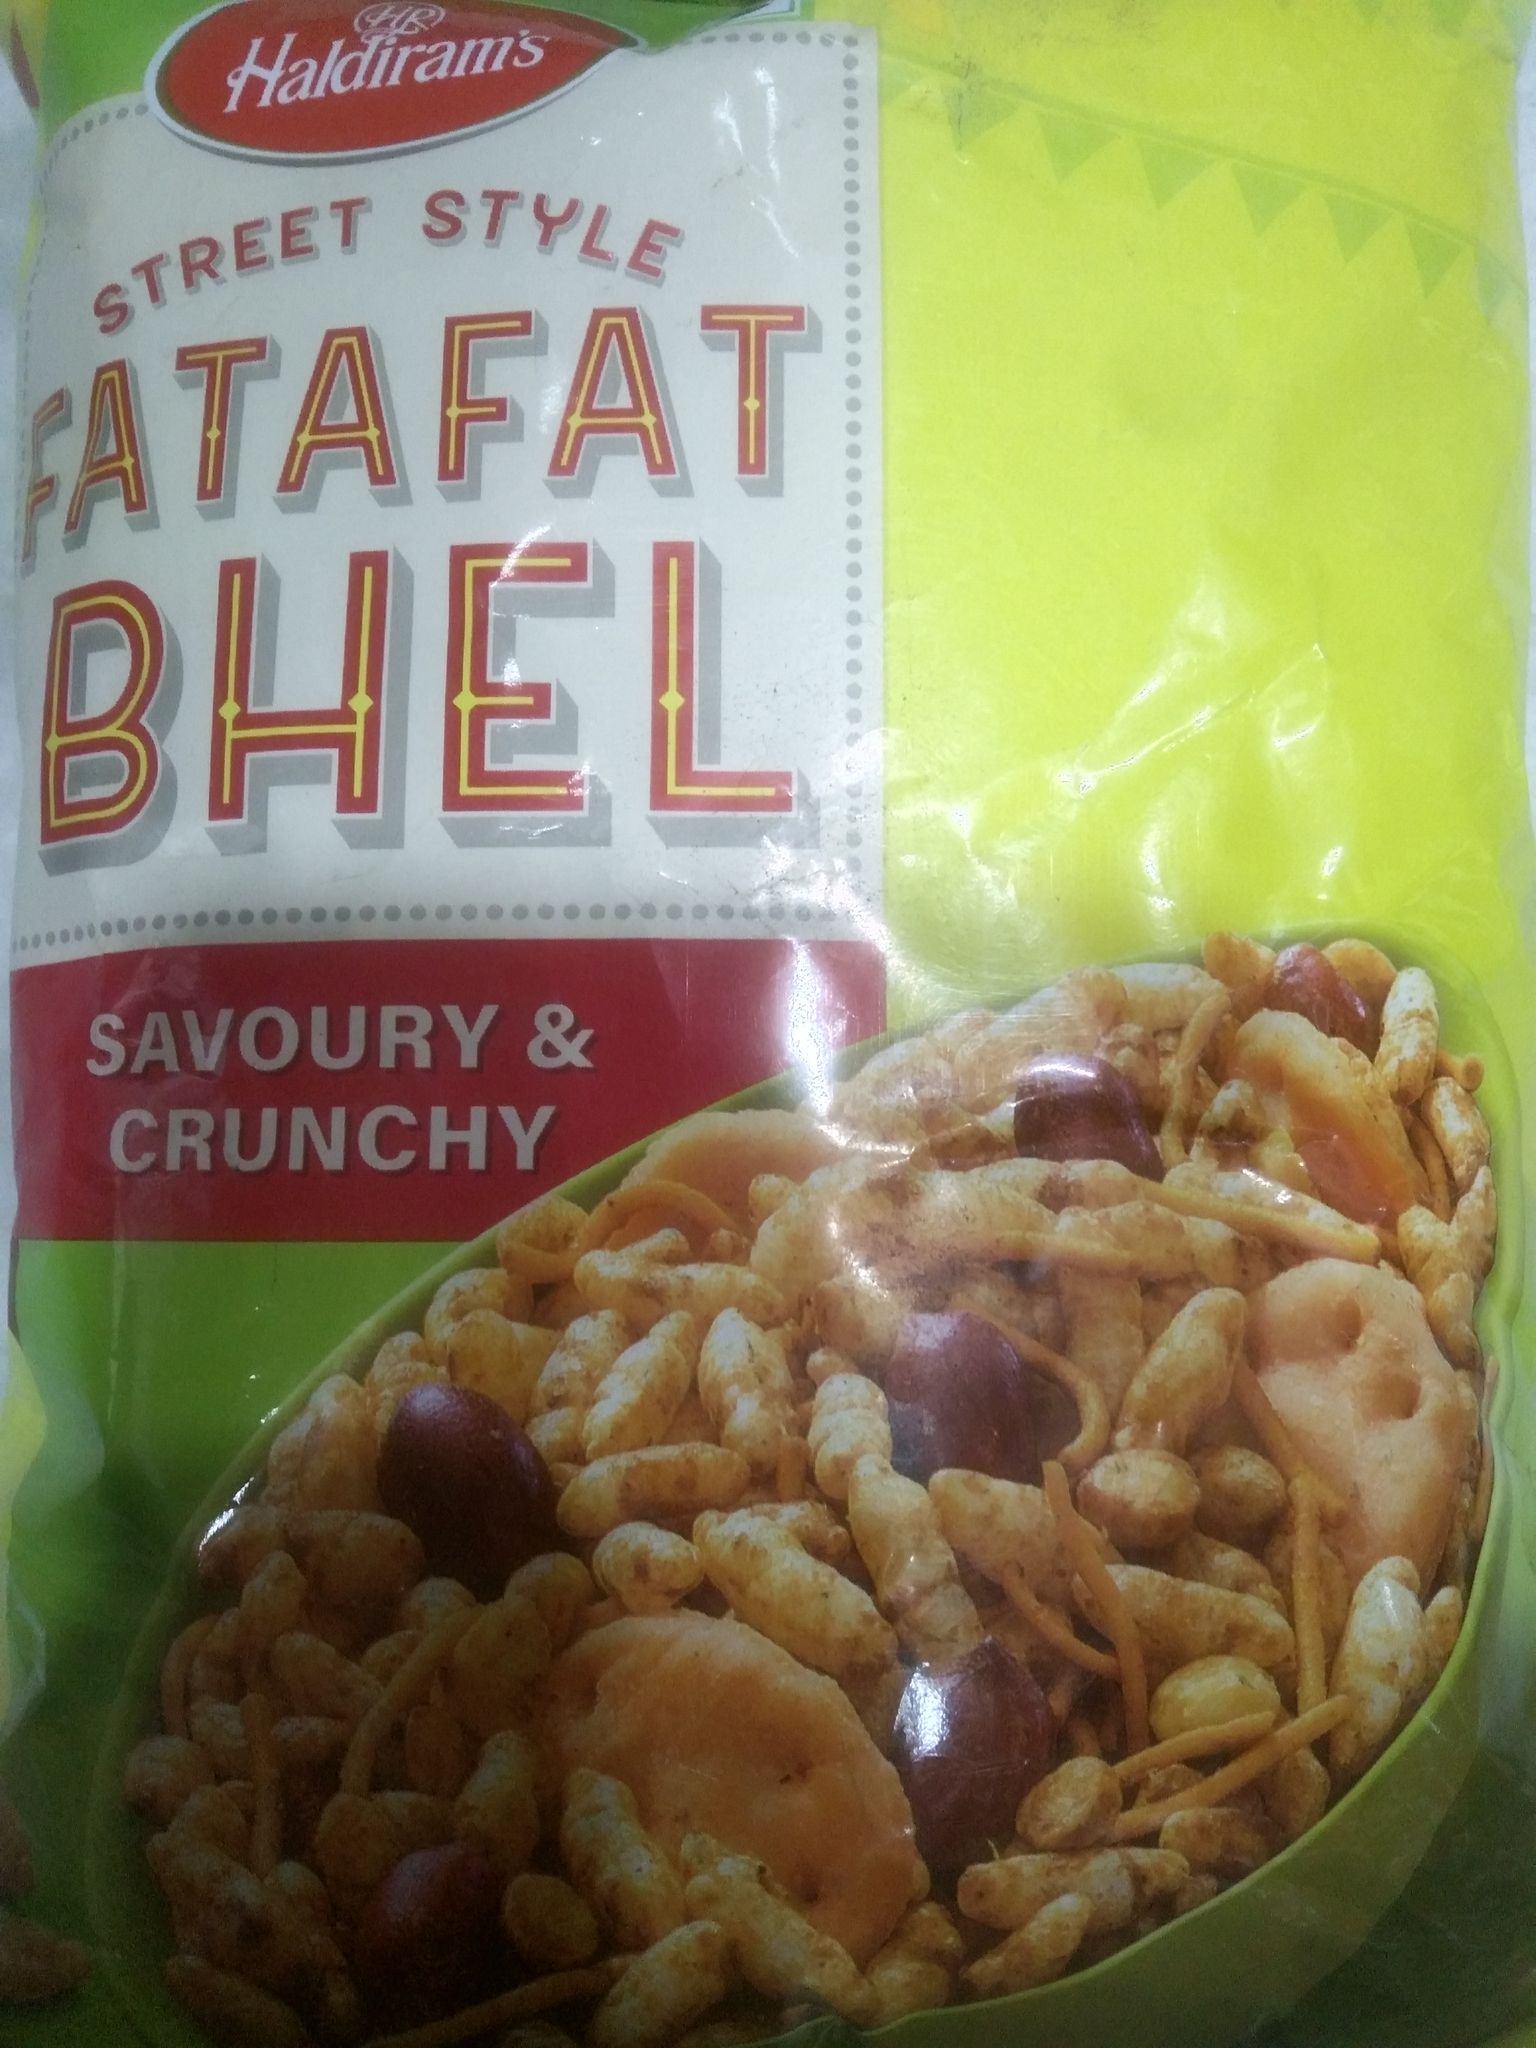 HR
Haldiram's
STREET STYLE
FATAFAT
BHEL
SAVOURY &
CRUNCHY